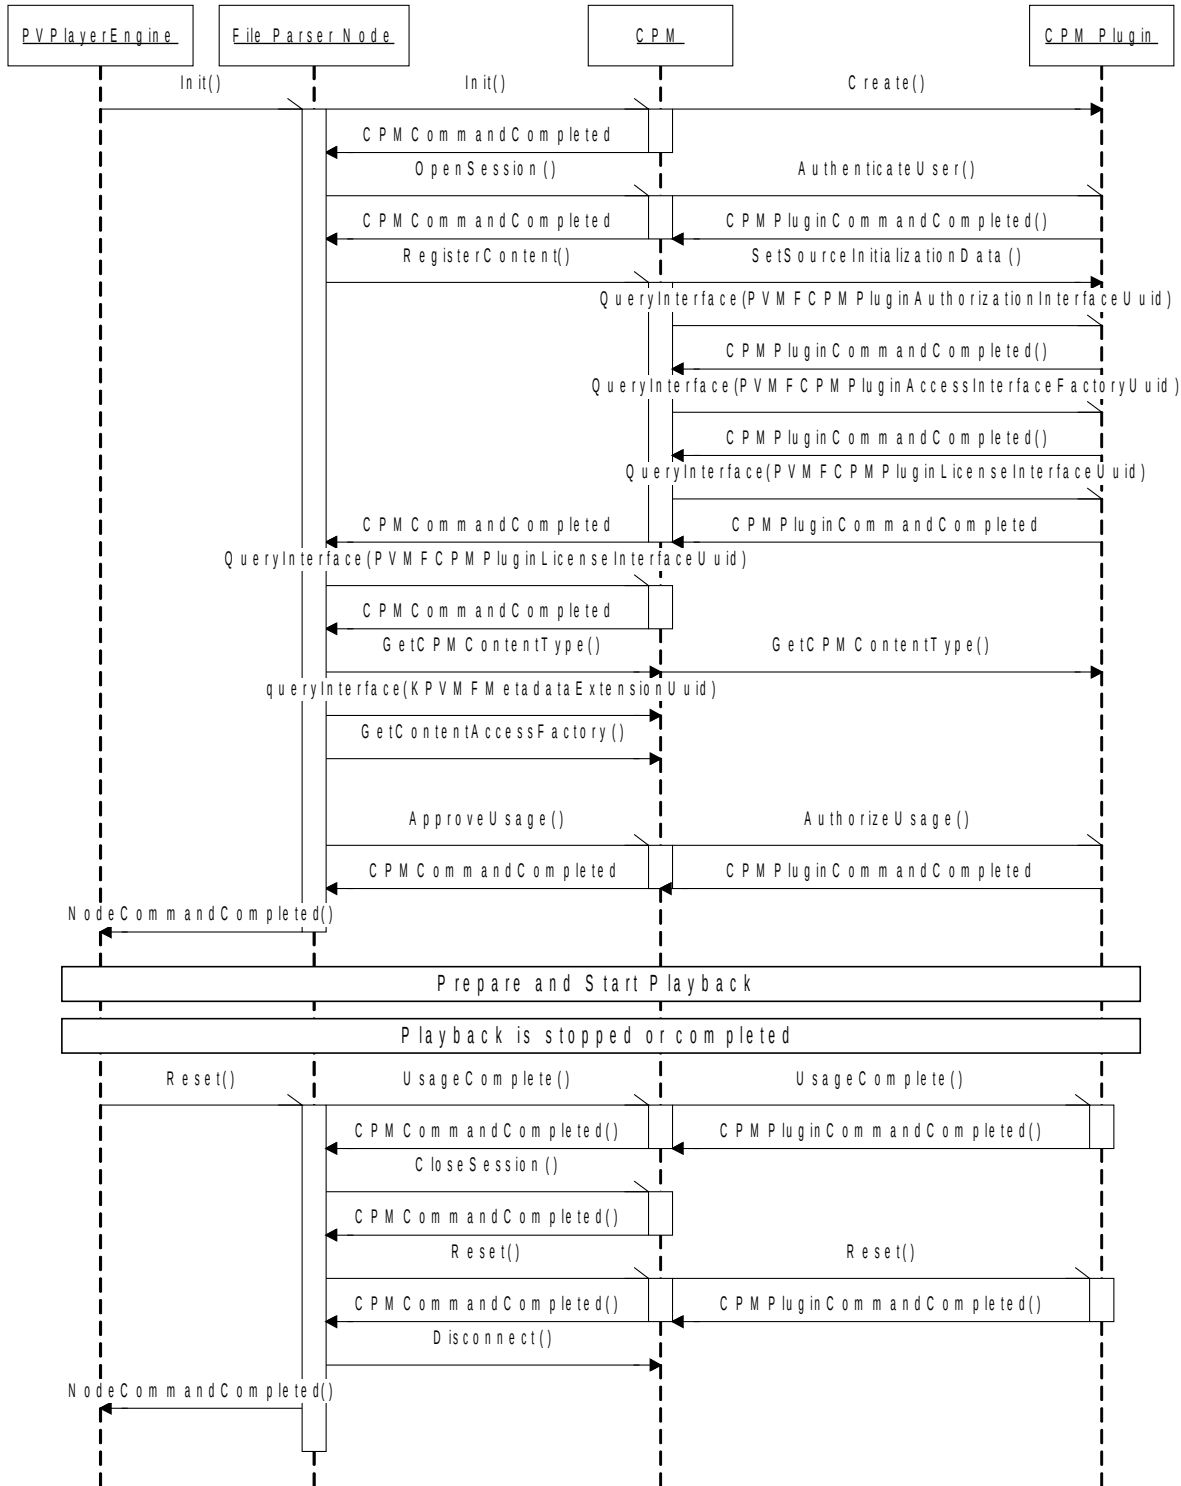 PVPlayerEngine
File Parser Node
CPM
CPM Plugin
Init()
Init()
Create()
CPMCommandCompleted
OpenSession()
AuthenticateUser()
CPMCommandCompleted
CPMPluginCommandCompleted()
RegisterContent()
SetSourceInitializationData()
QueryInterface(PVMFCPMPluginAuthorizationInterfaceUuid)
CPMPluginCommandCompleted()
QueryInterface(PVMFCPMPluginAccessInterfaceFactoryUuid)
CPMPluginCommandCompleted()
QueryInterface(PVMFCPMPluginLicenseInterfaceUuid)
CPMCommandCompleted
CPMPluginCommandCompleted
QueryInterface(PVMFCPMPluginLicenseInterfaceUuid)
CPMCommandCompleted
GetCPMContentType()
GetCPMContentType()
queryInterface(KPVMFMetadataExtensionUuid)
GetContentAccessFactory()
ApproveUsage()
AuthorizeUsage()
CPMCommandCompleted
CPMPluginCommandCompleted
NodeCommandCompleted()
Prepare and Start Playback
Playback is stopped or completed
Reset()
UsageComplete()
UsageComplete()
CPMCommandCompleted()
CPMPluginCommandCompleted()
CloseSession()
CPMCommandCompleted()
Reset()
Reset()
CPMCommandCompleted()
CPMPluginCommandCompleted()
Disconnect()
NodeCommandCompleted()